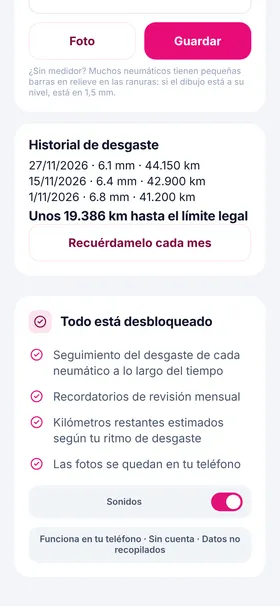 Foto
Guardar
¿Sin medidor? Muchos neumáticos tienen pequeñas
barras en relieve en las ranuras: si el dibujo está a su
nivel, está en 1,5 mm.
Historial de desgaste
27/11/2026 · 6.1 mm · 44.150 km
15/11/2026 · 6.4 mm · 42.900 km
1/11/2026 · 6.8 mm · 41.200 km
Unos 19.386 km hasta el límite legal
Recuérdamelo cada mes
Todo está desbloqueado
Seguimiento del desgaste de cada
neumático a lo largo del tiempo
Recordatorios de revisión mensual
Kilómetros restantes estimados
según tu ritmo de desgaste
Las fotos se quedan en tu teléfono
Sonidos
Funciona en tu teléfono · Sin cuenta · Datos no
recopilados